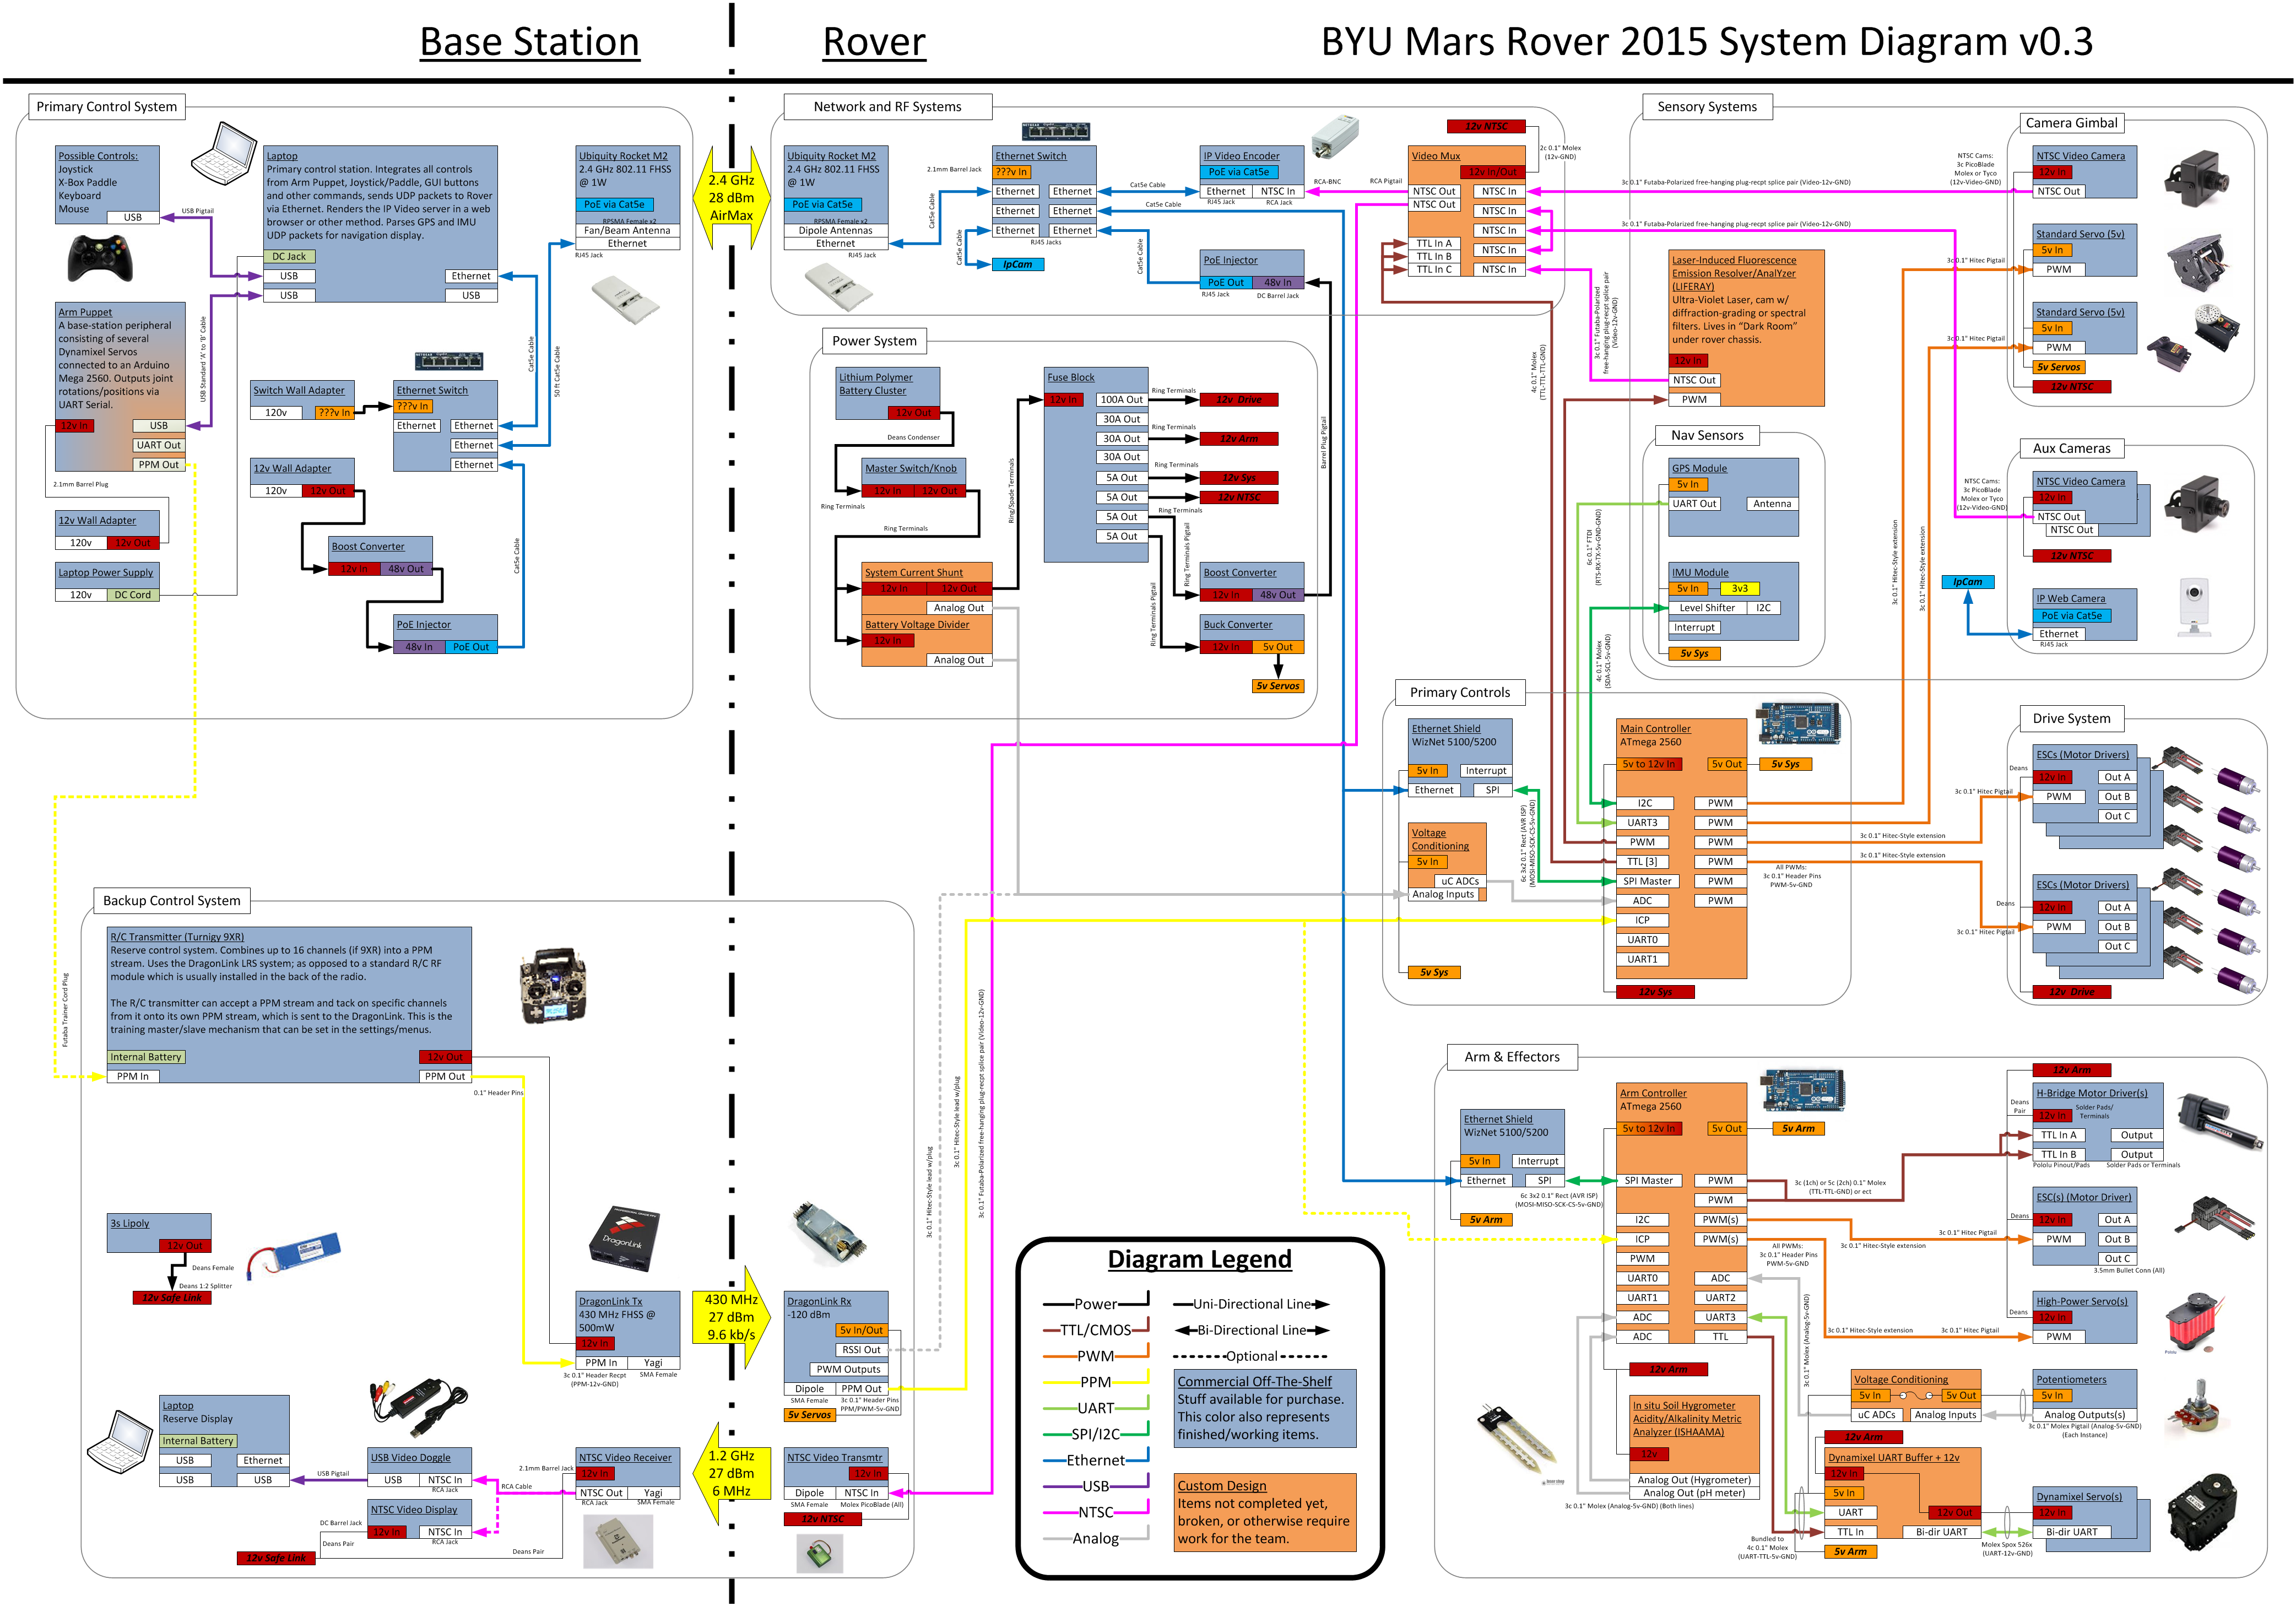 Base Station
Rover
BYU Mars Rover 2015 System Diagram v0.3
Primary Control System
Possible Controls:
Joystick
X-Box Paddle
Keyboard
Mouse
USB
USB Pigtail
Laptop
Primary control station. Integrates all controls
from Arm Puppet, Joystick/Paddle, GUI buttons
and other commands, sends UDP packets to Rover
via Ethernet. Renders the IP Video server in a web
browser or other method. Parses GPS and IMU
UDP packets for navigation display.
DC Jack
USB
Ethernet
USB
USB
Ubiquity Rocket M2
2.4 GHz 802.11 FHSS
@ 1W
PoE via Cat5e
RPSMA Female x2
Fan/Beam Antenna
Ethernet
RJ45 Jack
Arm Puppet
A base-station peripheral
consisting of several
Dynamixel Servos
connected to an Arduino
Mega 2560. Outputs joint
rotations/positions via
UART Serial.
12v In
USB
UART Out
PPM Out
2.1mm Barrel Plug
USB Standard 'A' to 'B' Cable
12v Wall Adapter
120v
12v Out
Laptop Power Supply
120v
DC Cord
Switch Wall Adapter
120v
???v In
Ethernet Switch
???v In
Ethernet
Ethernet
Ethernet
Ethernet
Cat5e Cable
50 ft Cat5e Cable
Cat5e Cable
12v Wall Adapter
120v
12v Out
Boost Converter
12v In
48v Out
PoE Injector
48v In
PoE Out
2.4 GHz
28 dBm
AirMax
Network and RF Systems
Ubiquity Rocket M2
2.4 GHz 802.11 FHSS
@ 1W
PoE via Cat5e
RPSMA Female x2
Dipole Antennas
Ethernet
RJ45 Jack
2.1mm Barrel Jack
Cat5e Cable
Cat5e Cable
Ethernet Switch
???v In
Ethernet
Ethernet
Ethernet
Ethernet
Ethernet
Ethernet
RJ45 Jacks
IpCam
Cat5e Cable
Cat5e Cable
Cat5e Cable
IP Video Encoder
PoE via Cat5e
Ethernet
NTSC In
RJ45 Jack
RCA Jack
RCA-BNC
RCA Pigtail
PoE Injector
PoE Out
48v In
RJ45 Jack
DC Barrel Jack
12v NTSC
2c 0.1" Molex
(12v-GND)
Video Mux
12v In/Out
NTSC Out
NTSC In
NTSC Out
NTSC In
NTSC In
TTL In A
NTSC In
TTL In B
TTL In C
NTSC In
3c 0.1" Futaba-Polarized free-hanging plug-recpt splice pair (Video-12v-GND)
3c 0.1" Futaba-Polarized free-hanging plug-recpt splice pair (Video-12v-GND)
3c 0.1" Futaba-Polarized
free-hanging plug-recpt splice pair
(Video-12v-GND)
4c 0.1" Molex
(TTL-TTL-TTL-GND)
Power System
Lithium Polymer
Battery Cluster
12v Out
Deans Condenser
Master Switch/Knob
12v In
12v Out
Ring Terminals
Ring Terminals
System Current Shunt
12v In
12v Out
Analog Out
Battery Voltage Divider
12v In
Analog Out
Ring/Spade Terminals
Fuse Block
12v In
100A Out
30A Out
30A Out
30A Out
5A Out
5A Out
5A Out
5A Out
Ring Terminals
12v Drive
Ring Terminals
12v Arm
Ring Terminals
12v Sys
12v NTSC
Ring Terminals
Ring Terminals Pigtail
Ring Terminals Pigtail
Barrel Plug Pigtail
Boost Converter
12v In
48v Out
Buck Converter
12v In
5v Out
5v Servos
Sensory Systems
Laser-Induced Fluorescence
Emission Resolver/AnalYzer
(LIFERAY)
Ultra-Violet Laser, cam w/
diffraction-grating or spectral
filters. Lives in "Dark Room"
under rover chassis.
12v In
NTSC Out
PWM
Nav Sensors
GPS Module
5v In
UART Out
Antenna
IMU Module
5v In
3v3
Level Shifter
I2C
Interrupt
5v Sys
6c 0.1" FTDI
(RTS-RX-TX-5v-GND-GND)
4c 0.1" Molex
(SDA-SCL-5v-GND)
Camera Gimbal
NTSC Cams:
3c PicoBlade
Molex or Tyco
(12v-Video-GND)
NTSC Video Camera
12v In
NTSC Out
Standard Servo (5v)
5v In
PWM
3c 0.1" Hitec Pigtail
Standard Servo (5v)
5v In
PWM
3c 0.1" Hitec Pigtail
5v Servos
12v NTSC
3c 0.1" Hitec-Style extension
3c 0.1" Hitec-Style extension
Aux Cameras
NTSC Cams:
3c PicoBlade
Molex or Tyco
(12v-Video-GND)
NTSC Video Camera
12v In
NTSC Out
NTSC Out
12v NTSC
IpCam
IP Web Camera
PoE via Cat5e
Ethernet
RJ45 Jack
Primary Controls
Ethernet Shield
WizNet 5100/5200
5v In
Interrupt
Ethernet
SPI
Voltage
Conditioning
5v In
uC ADCs
Analog Inputs
5v Sys
6c 3x2 0.1" Rect (AVR ISP)
(MOSI-MISO-SCK-CS-5v-GND)
Main Controller
ATmega 2560
5v to 12v In
5v Out
5v Sys
I2C
PWM
UART3
PWM
PWM
PWM
TTL [3]
PWM
SPI Master
PWM
ADC
PWM
ICP
UART0
UART1
12v Sys
All PWMs:
3c 0.1" Header Pins
PWM-5v-GND
3c 0.1" Hitec-Style extension
3c 0.1" Hitec-Style extension
Drive System
ESCs (Motor Drivers)
Deans
12v In
Out A
PWM
Out B
Out C
3c 0.1" Hitec Pigtail
ESCs (Motor Drivers)
Deans
12v In
Out A
PWM
Out B
Out C
3c 0.1" Hitec Pigtail
12v Drive
Backup Control System
R/C Transmitter (Turnigy 9XR)
Reserve control system. Combines up to 16 channels (if 9XR) into a PPM
stream. Uses the DragonLink LRS system; as opposed to a standard R/C RF
module which is usually installed in the back of the radio.
The R/C transmitter can accept a PPM stream and tack on specific channels
from it onto its own PPM stream, which is sent to the DragonLink. This is the
training master/slave mechanism that can be set in the settings/menus.
Internal Battery
12v Out
PPM In
PPM Out
Futaba Trainer Cord Plug
0.1" Header Pins
3s Lipoly
12v Out
Deans Female
Deans 1:2 Splitter
12v Safe Link
DragonLink
DragonLink Tx
430 MHz FHSS @
500mW
12v In
PPM In
Yagi
3c 0.1" Header Recpt
(PPM-12v-GND)
SMA Female
430 MHz
27 dBm
9.6 kb/s
DragonLink Rx
-120 dBm
5v In/Out
RSSI Out
PWM Outputs
Dipole
PPM Out
SMA Female
3c 0.1" Header Pins
PPM/PWM-5v-GND
5v Servos
3c 0.1" Hitec-Style lead w/plug
3c 0.1" Hitec-Style lead w/plug
3c 0.1" Futaba-Polarized free-hanging plug-recpt splice pair (Video-12v-GND)
Laptop
Reserve Display
Internal Battery
USB
Ethernet
USB
USB
USB Pigtail
USB Video Doggle
USB
NTSC In
RCA Jack
RCA Cable
NTSC Video Display
12v In
NTSC In
RCA Jack
DC Barrel Jack
Deans Pair
12v Safe Link
Deans Pair
2.1mm Barrel Jack
NTSC Video Receiver
12v In
NTSC Out
Yagi
RCA Jack
SMA Female
1.2 GHz
27 dBm
6 MHz
NTSC Video Transmtr
12v In
Dipole
NTSC In
SMA Female
Molex PicoBlade (All)
12v NTSC
Diagram Legend
Power
TTL/CMOS
PWM
PPM
UART
SPI/I2C
Ethernet
USB
NTSC
Analog
Uni-Directional Line
Bi-Directional Line
Optional
Commercial Off-The-Shelf
Stuff available for purchase.
This color also represents
finished/working items.
Custom Design
Items not completed yet,
broken, or otherwise require
work for the team.
Arm & Effectors
Ethernet Shield
WizNet 5100/5200
5v In
Interrupt
Ethernet
SPI
5v Arm
6c 3x2 0.1" Rect (AVR ISP)
(MOSI-MISO-SCK-CS-5v-GND)
Arm Controller
ATmega 2560
5v to 12v In
5v Out
5v Arm
SPI Master
PWM
PWM
I2C
PWM(s)
ICP
PWM(s)
PWM
UART0
ADC
UART1
UART2
ADC
UART3
ADC
TTL
12v Arm
3c (1ch) or 5c (2ch) 0.1" Molex
(TTL-TTL-GND) or ect
All PWMs:
3c 0.1" Header Pins
PWM-5v-GND
3c 0.1" Hitec-Style extension
3c 0.1" Hitec Pigtail
3c 0.1" Hitec-Style extension
3c 0.1" Hitec Pigtail
3c 0.1" Molex (Analog-5v-GND)
In situ Soil Hygrometer
Acidity/Alkalinity Metric
Analyzer (ISHAAMA)
12v
Analog Out (Hygrometer)
Analog Out (pH meter)
3c 0.1" Molex (Analog-5v-GND) (Both lines)
12v Arm
H-Bridge Motor Driver(s)
Deans
Pair
12v In
Solder Pads/
Terminals
TTL In A
Output
TTL In B
Output
Pololu Pinout/Pads
Solder Pads or Terminals
ESC(s) (Motor Driver)
Deans
12v In
Out A
PWM
Out B
Out C
3.5mm Bullet Conn (All)
High-Power Servo(s)
Deans
12v In
PWM
Voltage Conditioning
5v In
5v Out
uC ADCs
Analog Inputs
Potentiometers
5v In
Analog Outputs(s)
3c 0.1" Molex Pigtail (Analog-5v-GND)
(Each Instance)
12v Arm
Dynamixel UART Buffer + 12v
12v In
5v In
UART
12v Out
TTL In
Bi-dir UART
5v Arm
Bundled to
4c 0.1" Molex
(UART-TTL-5v-GND)
Molex Spox 526x
(UART-12v-GND)
Dynamixel Servo(s)
12v In
Bi-dir UART